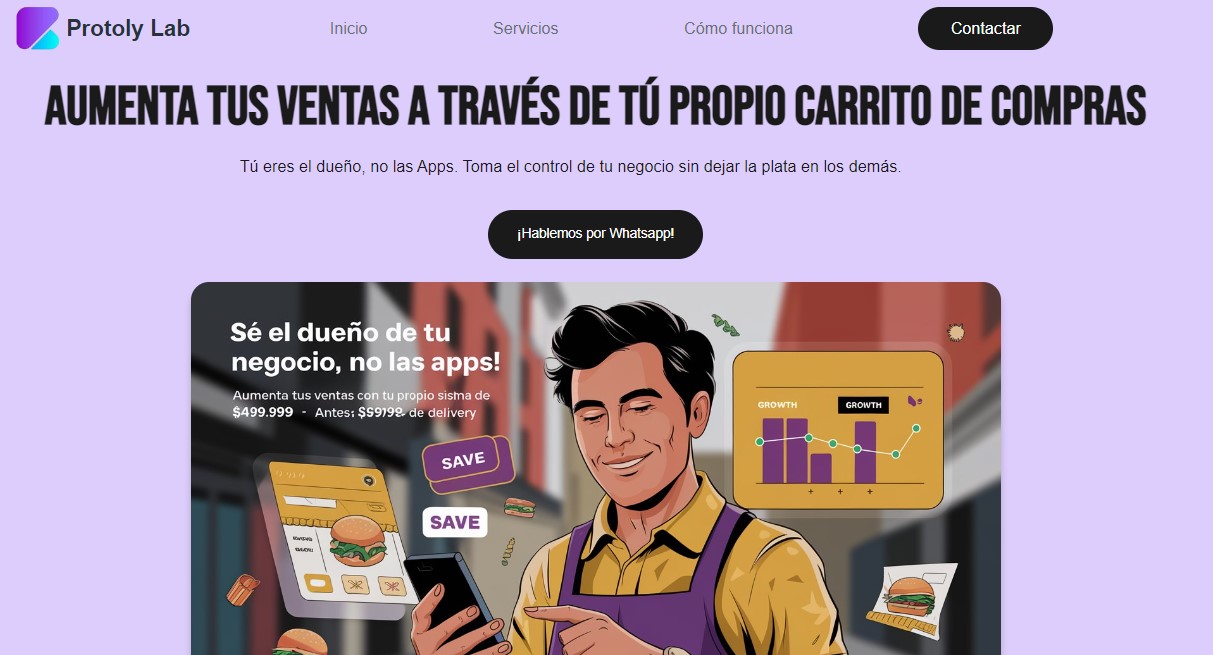 Protoly Lab
Inicio
Servicios
Cómo funciona
Contactar
AUMENTA TUS VENTAS A TRAVÉS DE TÚ PROPIO CARRITO DE COMPRAS
Tú eres el dueño, no las Apps. Toma el control de tu negocio sin dejar la plata en los demás.
¡Hablemos por Whatsapp!
Sé el dueño de tu
negocio, no las apps!
Aumenta tus ventas con tu propio de
$499.999 - Antes: de delivery
SAVE
SAVE
GROWTH
GROWTH